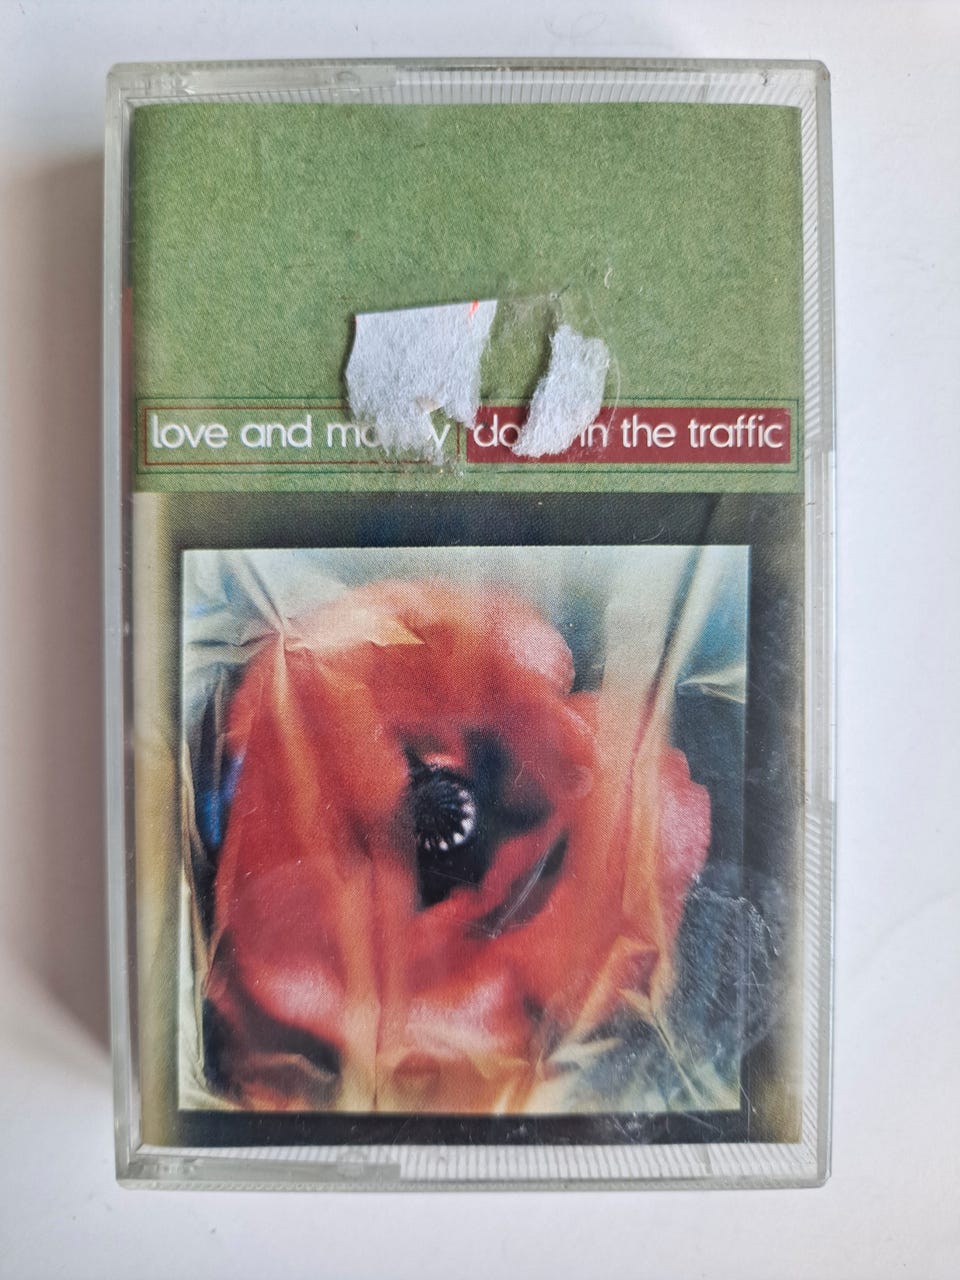 love and in the traffic